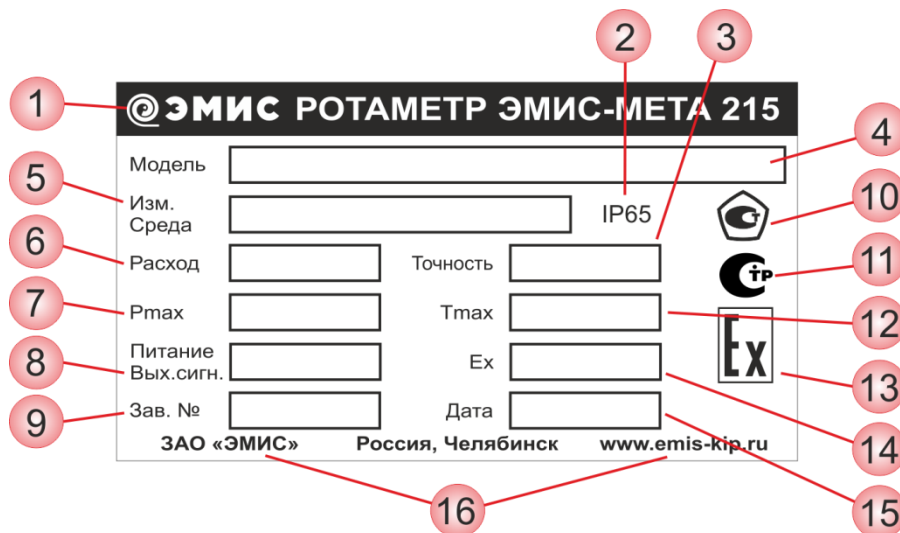 2
3
1
ЭМИС РОТАМЕТР ЭМИС-МЕТА 215
4
Модель
5
Изм.
Среда
IP65
10
6
Расход
Точность
11
7
Pmax
Tmax
12
8
Питание
Вых.сигн.
Ex
Ex
13
9
Зав. №
Дата
14
ЗАО «ЭМИС» Россия, Челябинск www.emis-kip.ru
16
15